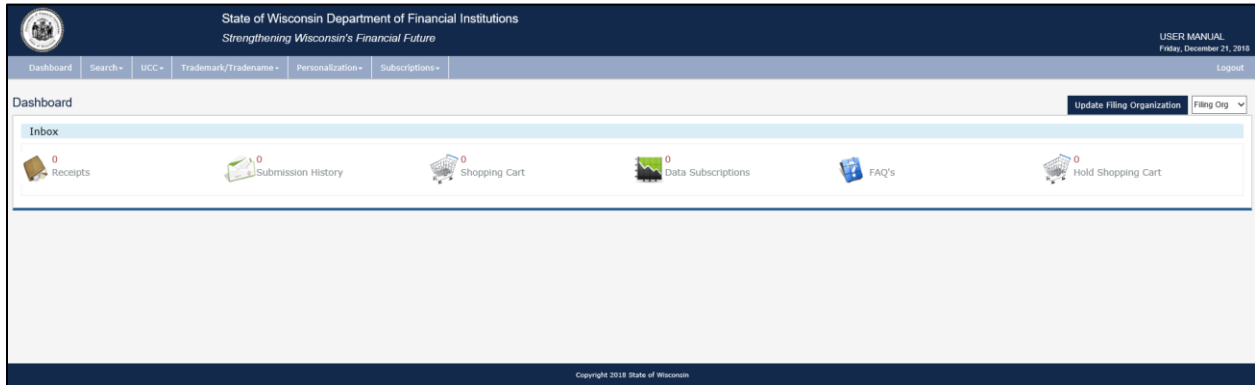 State of Wisconsin Department of Financial Institutions
Strengthening Wisconsin's Financial Future
USER MANUAL
Friday, December 21, 2018
Dashboard Search UCC Trademark/Tradename Personalization Subscriptions Logout
Dashboard
Update Filing Organization Filing Org
Inbox
0 0 0 0 0
Receipts Submission History Shopping Cart Data Subscriptions FAQ's Hold Shopping Cart
Copyright 2018 State of Wisconsin